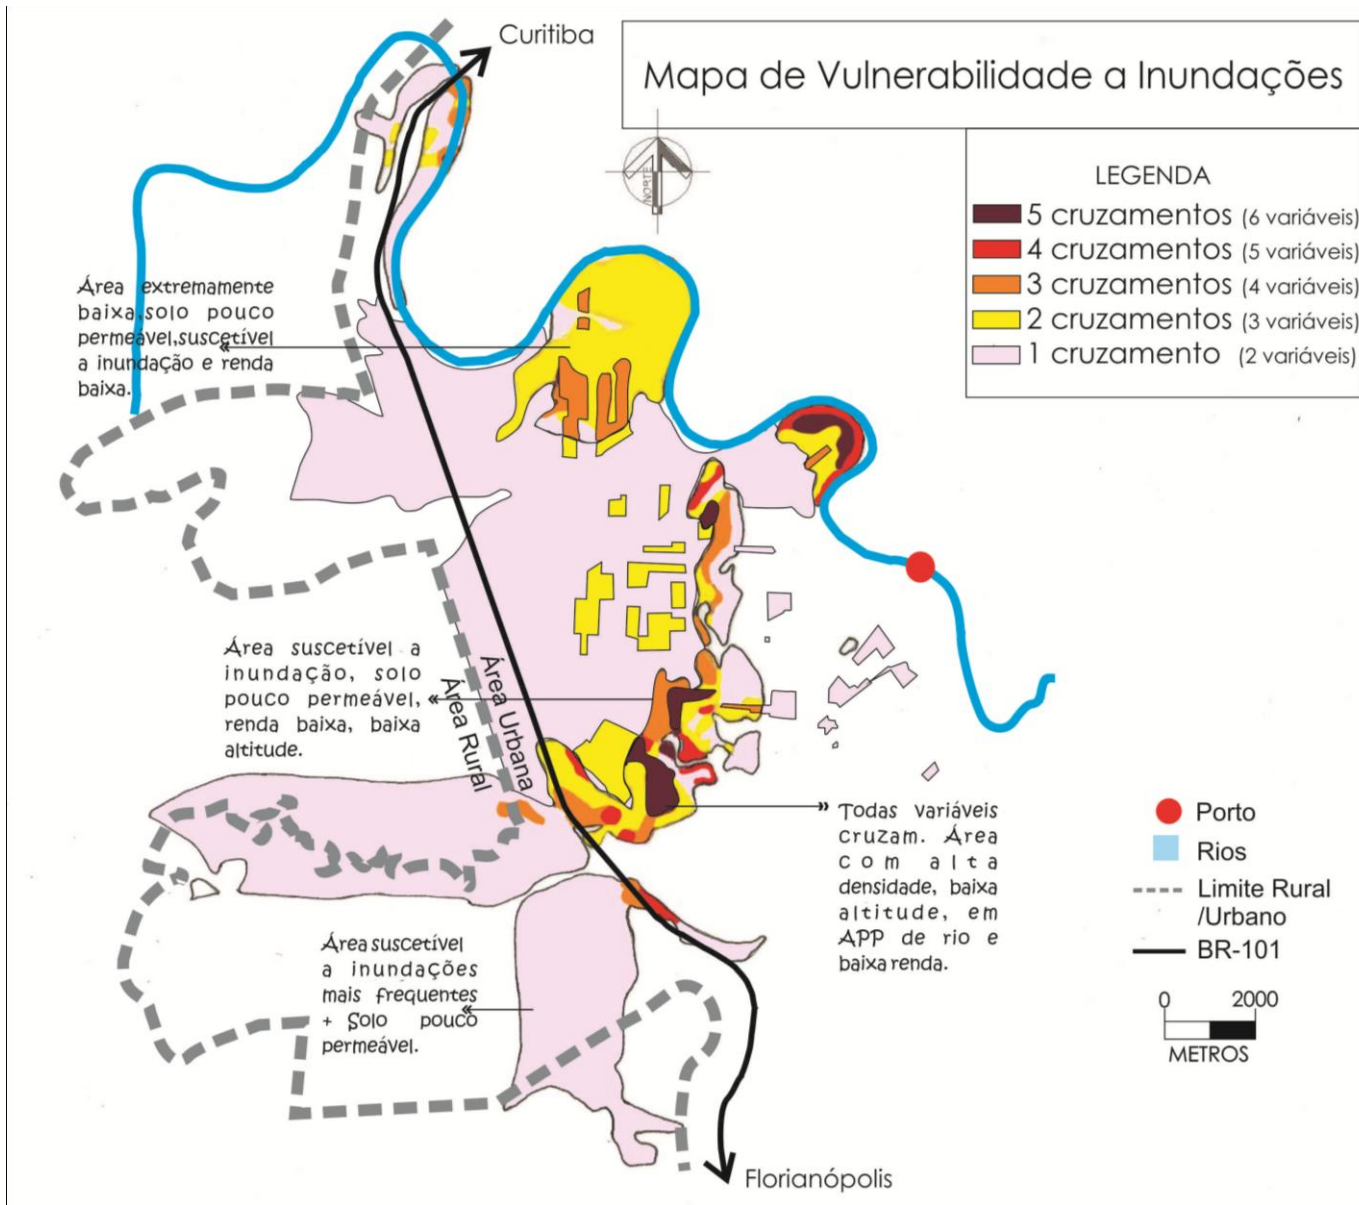 Curitiba
Mapa de Vulnerabilidade a Inundações
NORTE
LEGENDA
5 cruzamentos (6 variáveis)
4 cruzamentos (5 variáveis)
3 cruzamentos (4 variáveis)
2 cruzamentos (3 variáveis)
1 cruzamento (2 variáveis)
Área extremamente
baixa,solo pouco
permeável,suscetível
a inundação e renda
baixa.
Área suscetível a
inundação, solo
pouco permeável,
renda baixa, baixa
altitude.
Área Urbana
Área Rural
Todas variáveis
cruzam. Área
com alta
densidade, baixa
altitude, em
APP de rio e
baixa renda.
Área suscetível
a inundações
mais frequentes
+ Solo pouco
permeável.
Porto
Rios
Limite Rural
/Urbano
BR-101
0 2000
METROS
Florianópolis